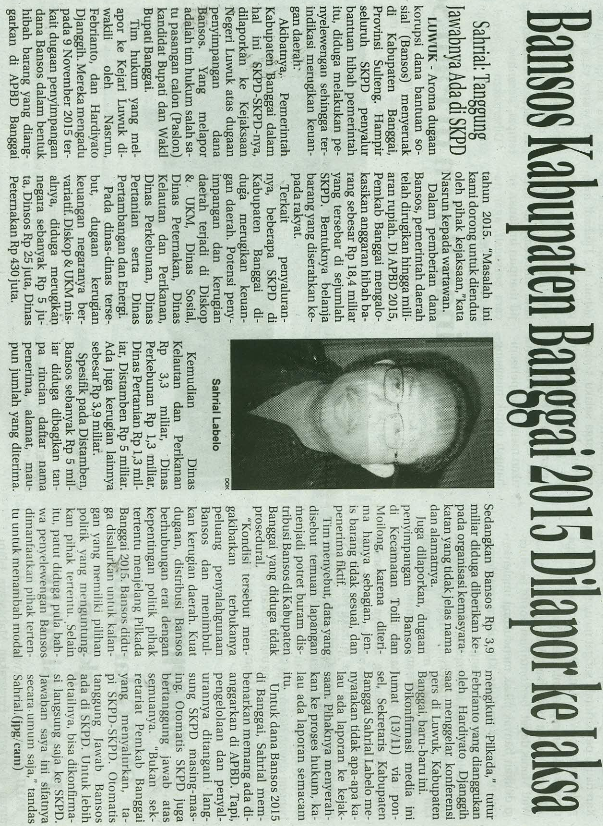 Bansos Kabupaten Banggai 2015 Dilapor ke Jaksa
Sahrial: Tanggung
Jawabnya Ada di SKPD
LUWUK - Aroma dugaan
korupsi dana bantuan so-
sial (Bansos) menyeruak
di Kabupaten Banggai,
Provinsi Sulteng. Hampir
seluruh SKPD penyalur
bantuan hibah pemerintah
itu diduga melakukan pe-
nyelewengan sehingga ter-
indikasi merugikan keuan-
gan daerah.
Akibatnya, Pemerintah
Kabupaten Banggai dalam
hal ini SKPD-SKPD-nya,
dilaporkan ke Kejaksaan
Negeri Luwuk atas dugaan
penyimpangan dana
Bansos. Yang melapor
adalah tim hukum salah sa-
tu pasangan calon (Paslon)
kandidat Bupati dan Wakil
Bupati Banggai.
Tim hukum yang mel-
apor ke Kejari Luwuk di-
wakili oleh Nasrun,
Febrianto, dan Hardiyato
Djanggih. Mereka mengadu
pada 9 November 2015 ter-
kait dugaan penyimpangan
dana Bansos dalam bentuk
hibah barang yang diang-
garkan di APBD Banggai
tahun 2015. "Masalah ini
kami dorong untuk diendus
oleh pihak kejaksaan," kata
Nasrun kepada wartawan.
Dalam pemberian dana
Bansos, pemerintah daerah
telah dirugikan hingga mili-
aran rupiah. Di APBD 2015,
Pemkab Banggai mengalo-
kasikan anggaran hibah ba-
rang sebesar Rp 18,4 miliar
yang tersebar di sejumlah
SKPD. Bentuknya belanja
barang yang diserahkan ke-
pada rakyat.
Terkait penyaluran-
nya, beberapa SKPD di
Kabupaten Banggai di-
duga merugikan keuan-
gan daerah. Potensi peny-
impangan dan kerugian
daerah terjadi di Diskop
& UKM, Dinas Sosial,
Dinas Peternakan, Dinas
Kelautan dan Perikanan,
Dinas Perkebunan, Dinas
Pertanian serta Dinas
Pertambangan dan Energi.
Pada dinas-dinas terse-
but, dugaan kerugian
keuangan negaranya ber-
variatif. Diskop & UKM mis-
alnya, diduga merugikan
negara sebanyak Rp 5 ju-
ta, Dinsos Rp 25 juta, Dinas
Peternakan Rp 430 juta.
DOK
Sahrial Labelo
Kemudian Dinas
Kelautan dan Perikanan
Rp 3,3 miliar, Dinas
Perkebunan Rp 1,3 miliar,
Dinas Pertanian Rp 1,3 mil-
iar, Distamben Rp 5 miliar.
Ada juga kerugian lainnya
sebesar Rp 3,9 miliar.
Spesifik pada Distamben,
Bansos sebanyak Rp 5 mil-
iar diduga dibagikan tan-
pa rincian daftar nama
penerima, alamat, mau-
pun jumlah yang diterima.
Sedangkan Bansos Rp 3,9
miliar diduga diberikan ke-
pada organisasi kemasyara-
katan yang tidak jelas nama
dan alamatnya.
Juga dilaporkan, dugaan
penyimpangan Bansos
di Kecamatan Toili dan
Moilong, karena diteri-
ma hanya sebagian, jen-
is barang tidak sesuai, dan
penerima fiktif.
Tim menyebut, data yang
disebut temuan lapangan
menjadi potret buram dis-
tribusi Bansos di Kabupaten
Banggai yang diduga tidak
prosedural.
"Kondisi tersebut men-
gakibatkan terbukanya
peluang penyalahgunaan
Bansos dan menimbul-
kan kerugian daerah. Kuat
dugaan, distribusi Bansos
berhubungan erat dengan
kepentingan politik pihak
tertentu menjelang Pilkada
Banggai 2015. Bansos didu-
ga disalurkan untuk kalan-
gan yang memiliki pilihan
politik yang menguntung-
kan pihak tertentu. Selain
itu, patut diduga pula bah-
wa penyelewengan Bansos
dimanfaatkan pihak terten-
tu untuk menambah modal
mengikuti Pilkada," tutur
Febrianto yang dianggukan
oleh Hardiyato Djanggih
saat menggelar konferensi
pers di Luwuk, Kabupaten
Banggai, baru-baru ini.
Dikonfirmasi media ini
Jumat (13/11) via pon-
sel, Sekretaris Kabupaten
Banggai Sahrial Labelo me-
nyatakan tidak apa-apa ka-
lau ada laporan ke kejak-
saan. Pihaknya menyerah-
kan ke proses hukum, ka-
lau ada laporan semacam
itu.
Untuk dana Bansos 2015
di Banggai, Sahrial mem-
benarkan memang ada di-
anggarkan di APBD. Tapi,
pengelolaan dan penyal-
urannya ditangani lang-
sung SKPD masing-mas-
ing. Otomatis SKPD juga
bertanggung jawab atas
semuanya. "Bukan sek-
retariat Pemkab Banggai
yang menyalurkan, ta-
pi SKPD-SKPD. Otomatis
tanggung jawab Bansos
ada di SKPD. Untuk lebih
detailnya, bisa dikonfirma-
si langsung saja ke SKPD.
Jawaban saya ini sifatnya
secara umum saja," tandas
Sahrial.(jpg/cam)